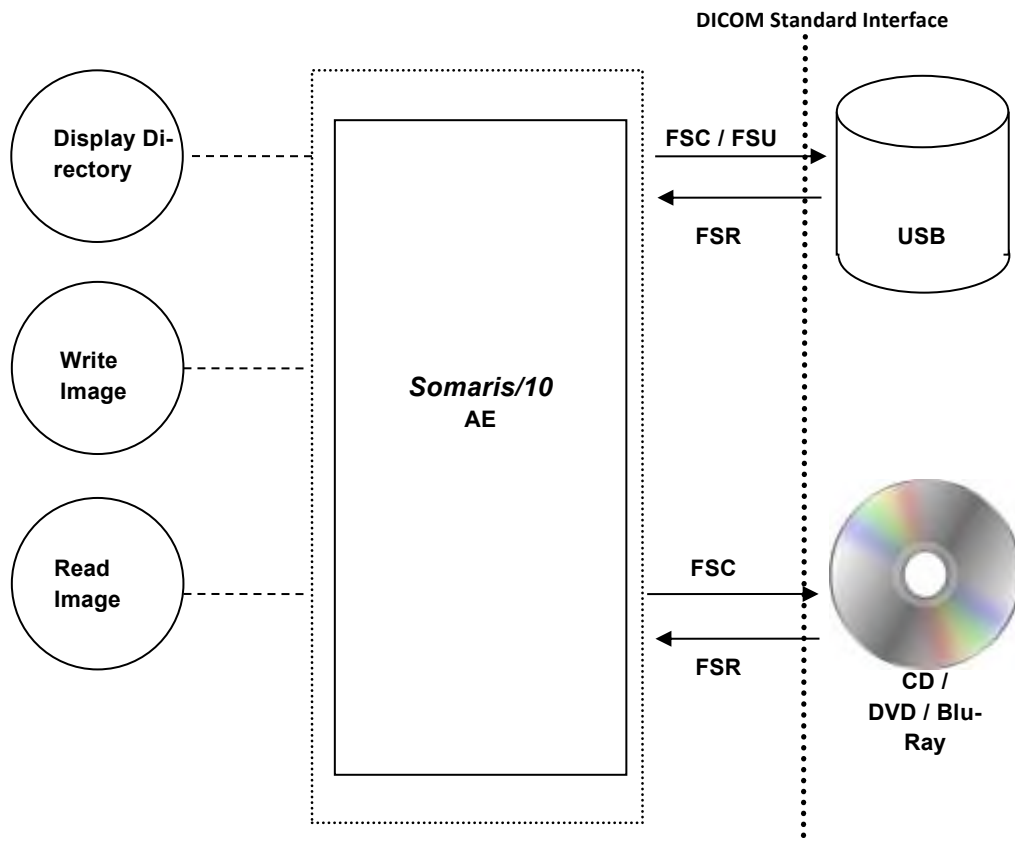 DICOM Standard Interface
Display Di-
rectory
FSC / FSU
FSR
USB
Write
Image
Somaris/10
AE
Read
Image
FSC
FSR
CD /
DVD / Blu-
Ray